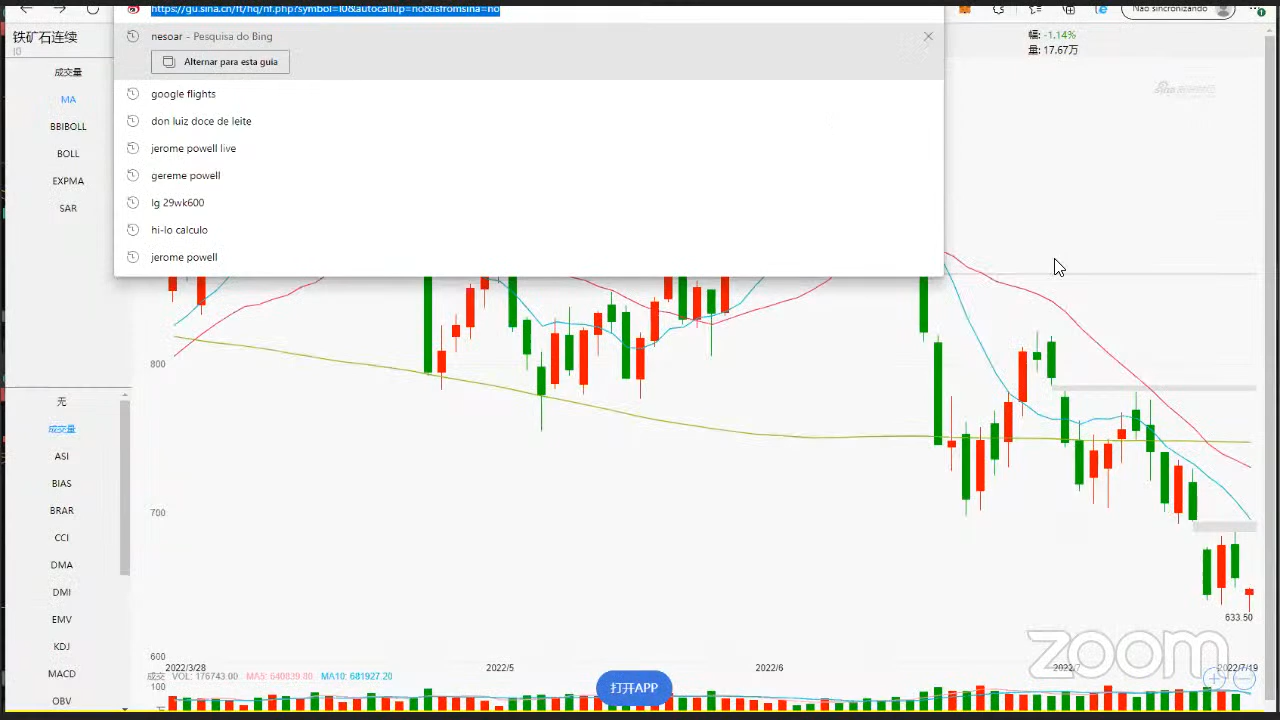 https://gu.sina.cn/ft/hq/nf.php?symbol=I0&autocallup=no&isfromsina=no
Não sincronizando
nesoar - Pesquisa do Bing
Alternar para esta guia
google flights
don luiz doce de leite
jerome powell live
gereme powell
lg 29wk600
hi-lo calculo
jerome powell
铁矿石连续
I0
幅: -1.14%
量: 17.67万
成交量
MA
BBIBOLL
BOLL
EXPMA
SAR
无
成交量
ASI
BIAS
BRAR
CCI
DMA
DMI
EMV
KDJ
MACD
OBV
800
700
600
633.50
2022/3/28
2022/5
2022/6
2022/7
2022/7/19
成交 VOL: 176743.00 MA5: 640839.80 MA10: 681927.20
100
万
打开APP
zoom